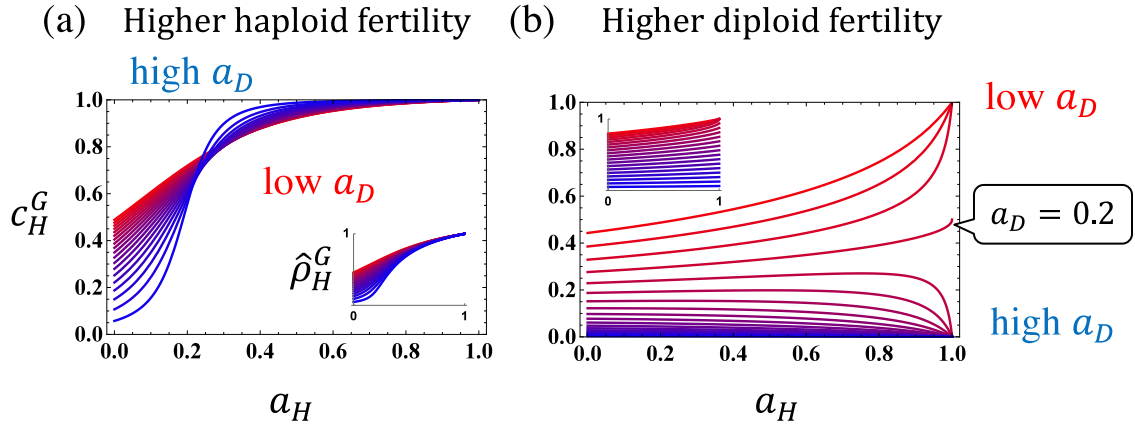 (a) Higher haploid fertility
high a_D
1.0
0.8
0.6
0.4
0.2
0.0
c_H^G
low a_D
1
ρ̂_H^G
0
1
0.0 0.2 0.4 0.6 0.8 1.0
a_H
(b) Higher diploid fertility
low a_D
1.0
0.8
0.6
0.4
0.2
0.0
1
0
1
a_D = 0.2
high a_D
0.0 0.2 0.4 0.6 0.8 1.0
a_H